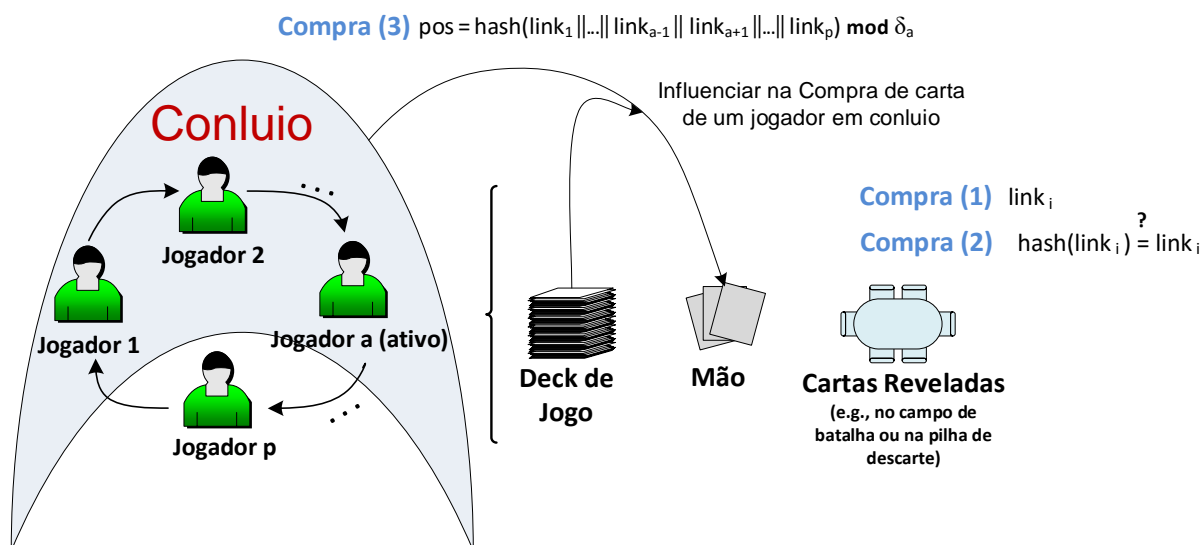 Compra (3) pos = hash(link₁ ||...|| linkₐ₋₁ || linkₐ₊₁ ||...|| linkₚ) mod δₐ
Influenciar na Compra de carta
de um jogador em conluio
Conluio
Compra (1) link ᵢ
?
Compra (2) hash(link ᵢ) = link ᵢ
Jogador 2
Jogador 1
Jogador a (ativo)
Jogador p
...
...
Deck de
Jogo
Mão
Cartas Reveladas
(e.g., no campo de
batalha ou na pilha de
descarte)